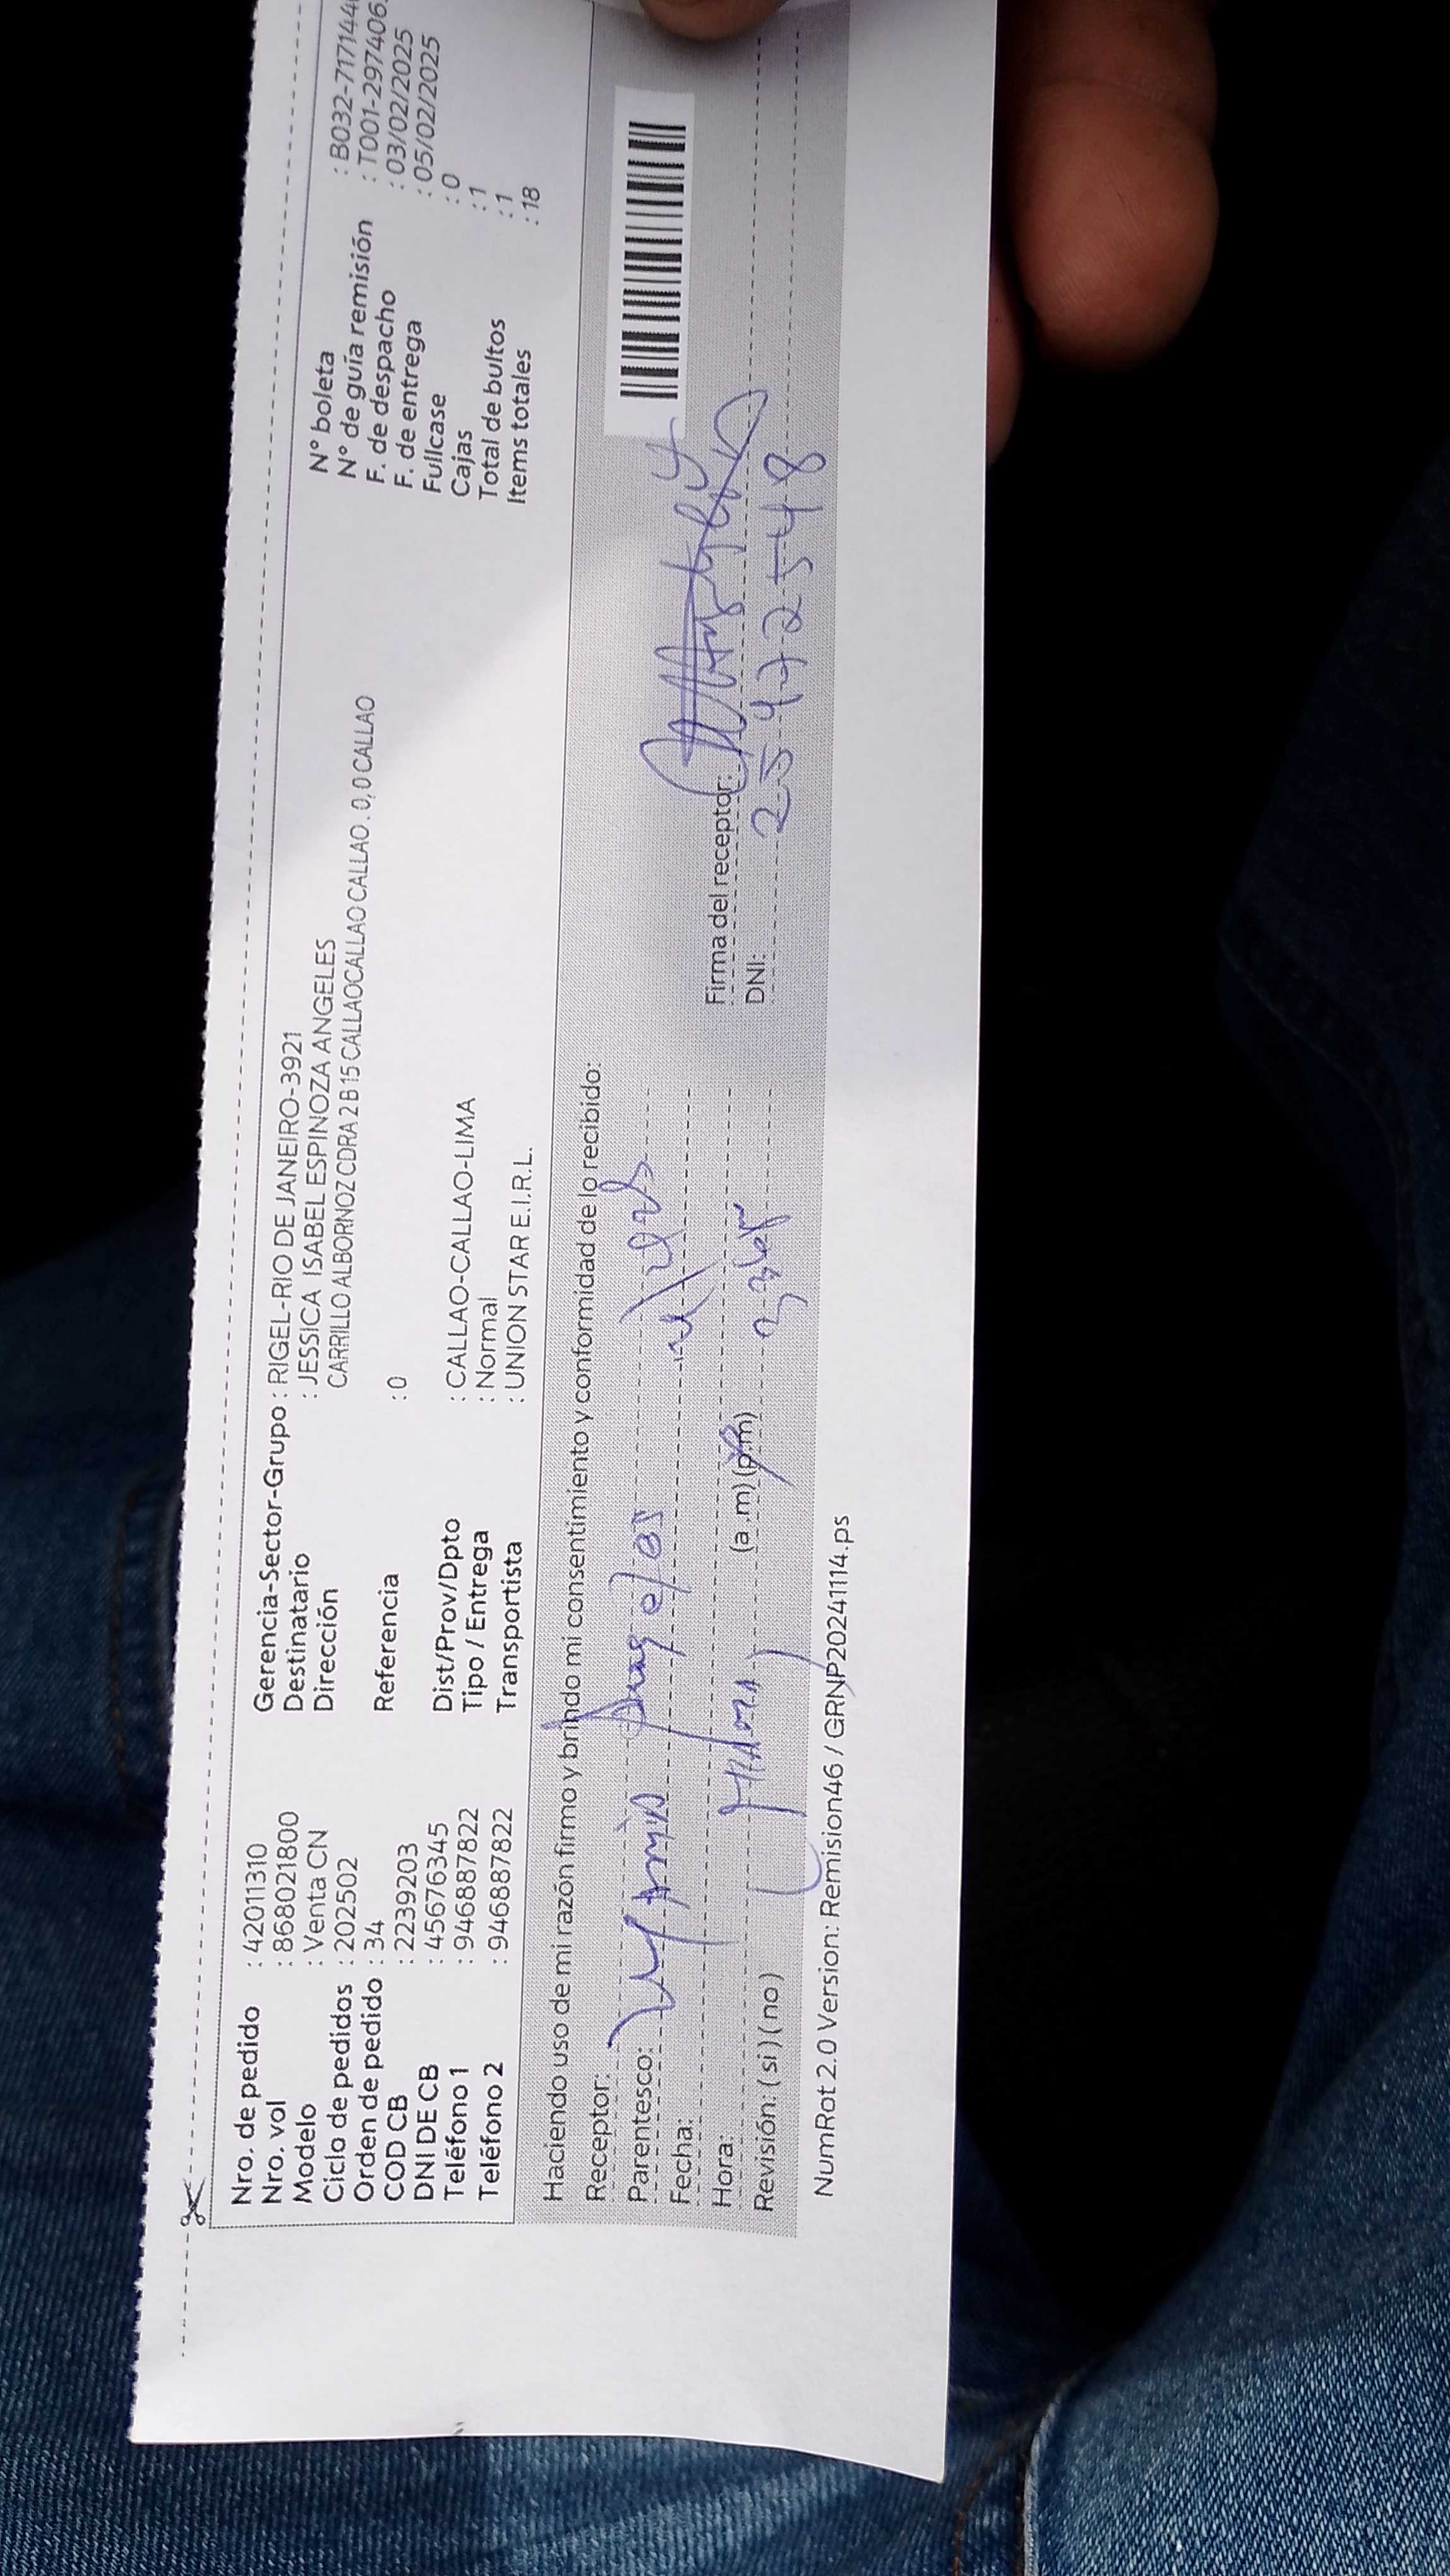 Nro. de pedido : 42011310
Nro. vol : 868021800
Modelo : Venta CN
Ciclo de pedidos : 202502
Orden de pedido : 34
COD CB : 2239203
DNI DE CB : 45676345
Teléfono 1 : 946887822
Teléfono 2 : 946887822
Gerencia-Sector-Grupo : RIGEL-RIO DE JANEIRO-3921
Destinatario : JESSICA ISABEL ESPINOZA ANGELES
Dirección CARRILLO ALBORNOZ CDRA 2 B 15 CALLAOCALLAO CALLAO . 0, 0 CALLAO
Referencia : 0
Dist/Prov/Dpto : CALLAO-CALLAO-LIMA
Tipo / Entrega : Normal
Transportista : UNION STAR E.I.R.L.
N° boleta : B032-717144
N° de guía remisión : T001-297406
F. de despacho : 03/02/2025
F. de entrega : 05/02/2025
Fullcase : 0
Cajas : 1
Total de bultos : 1
Items totales : 18
Haciendo uso de mi razón firmo y brindo mi consentimiento y conformidad de lo recibido:
Receptor: Angeles
Parentesco:
Fecha:
Hora: (a .m) (p.m)
Revisión: ( si ) ( no )
Firma del receptor:
DNI: 25472548
NumRot 2.0 Version: Remision46 / GRNP20241114.ps